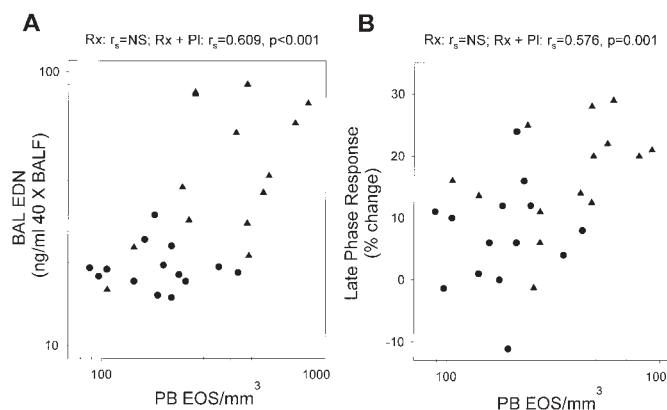 A
Rx: rs=NS; Rx + Pl: rs=0.609, p<0.001
100
BAL EDN
(ng/ml 40 X BALF)
10
100
1000
PB EOS/mm3
B
Rx: rs=NS; Rx + Pl: rs=0.576, p=0.001
30
20
10
0
-10
Late Phase Response
(% change)
100
100
PB EOS/mm3